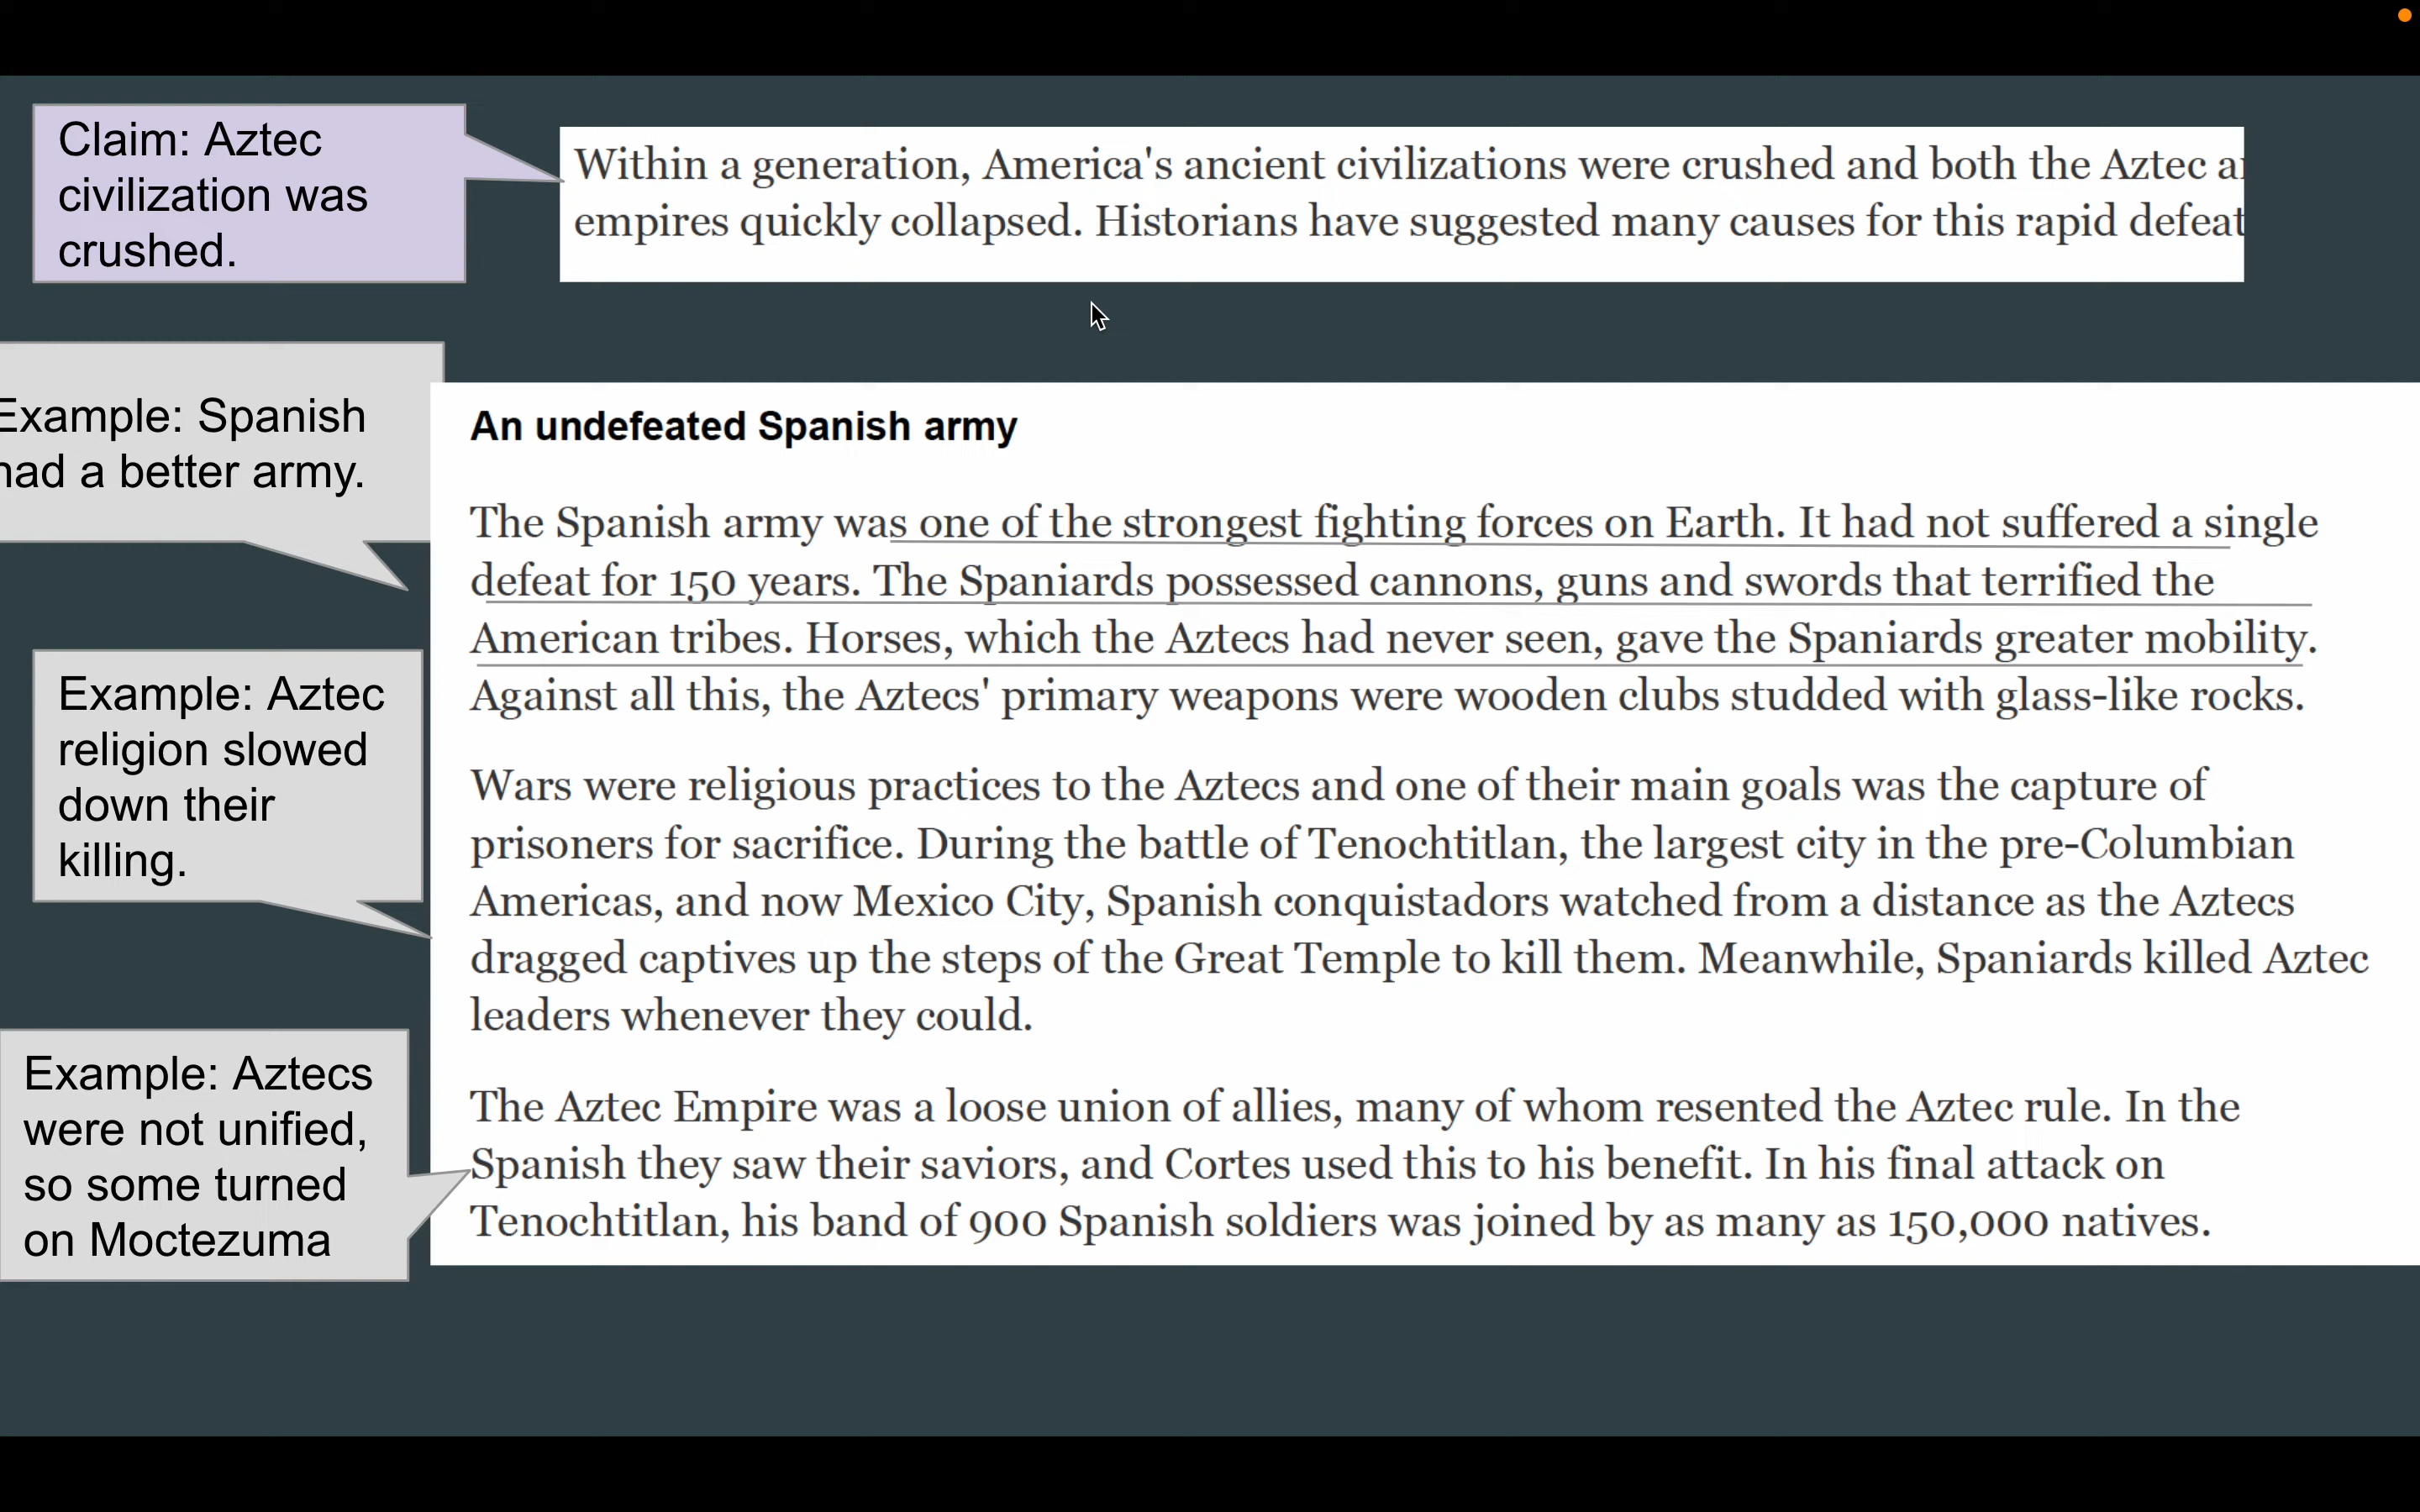 Claim: Aztec
civilization was
crushed.
Within a generation, America's ancient civilizations were crushed and both the Aztec
empires quickly collapsed. Historians have suggested many causes for this rapid defeat
Example: Spanish
had a better army.
An undefeated Spanish army
The Spanish army was one of the strongest fighting forces on Earth. It had not suffered a single
defeat for 150 years. The Spaniards possessed cannons, guns and swords that terrified the
American tribes. Horses, which the Aztecs had never seen, gave the Spaniards greater mobility.
Against all this, the Aztecs' primary weapons were wooden clubs studded with glass-like rocks.
Example: Aztec
religion slowed
down their
killing.
Wars were religious practices to the Aztecs and one of their main goals was the capture of
prisoners for sacrifice. During the battle of Tenochtitlan, the largest city in the pre-Columbian
Americas, and now Mexico City, Spanish conquistadors watched from a distance as the Aztecs
dragged captives up the steps of the Great Temple to kill them. Meanwhile, Spaniards killed Aztec
leaders whenever they could.
Example: Aztecs
were not unified,
so some turned
on Moctezuma
The Aztec Empire was a loose union of allies, many of whom resented the Aztec rule. In the
Spanish they saw their saviors, and Cortes used this to his benefit. In his final attack on
Tenochtitlan, his band of 900 Spanish soldiers was joined by as many as 150,000 natives.